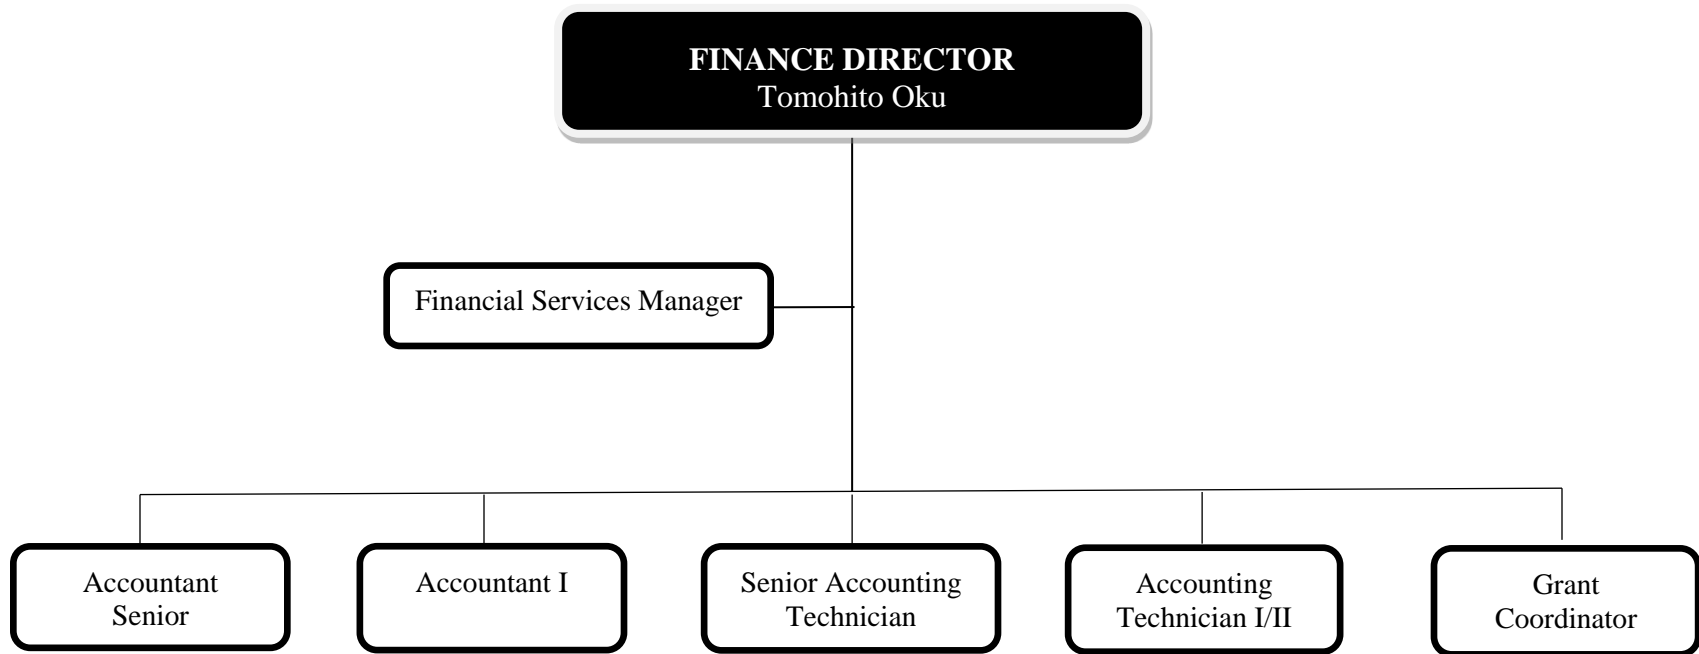 FINANCE DIRECTOR
Tomohito Oku
Financial Services Manager
Accountant
Senior
Accountant I
Senior Accounting
Technician
Accounting
Technician I/II
Grant
Coordinator